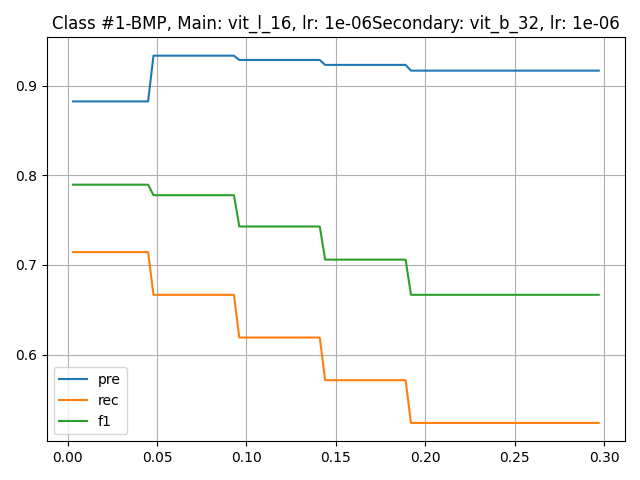 Class #1-BMP, Main: vit_l_16, lr: 1e-06Secondary: vit_b_32, lr: 1e-06
0.9
0.8
0.7
0.6
pre
rec
f1
0.00 0.05 0.10 0.15 0.20 0.25 0.30